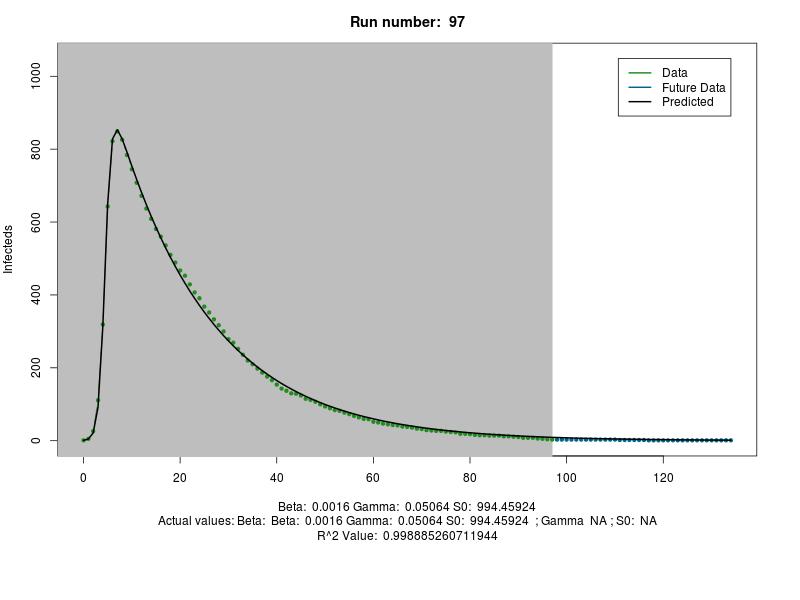 Run number: 97
Data
Future Data
Predicted
Infecteds
1000
800
600
400
200
0
0 20 40 60 80 100 120
Beta: 0.0016 Gamma: 0.05064 S0: 994.45924
Actual values: Beta: Beta: 0.0016 Gamma: 0.05064 S0: 994.45924 ; Gamma NA ; S0: NA
R^2 Value: 0.998885260711944